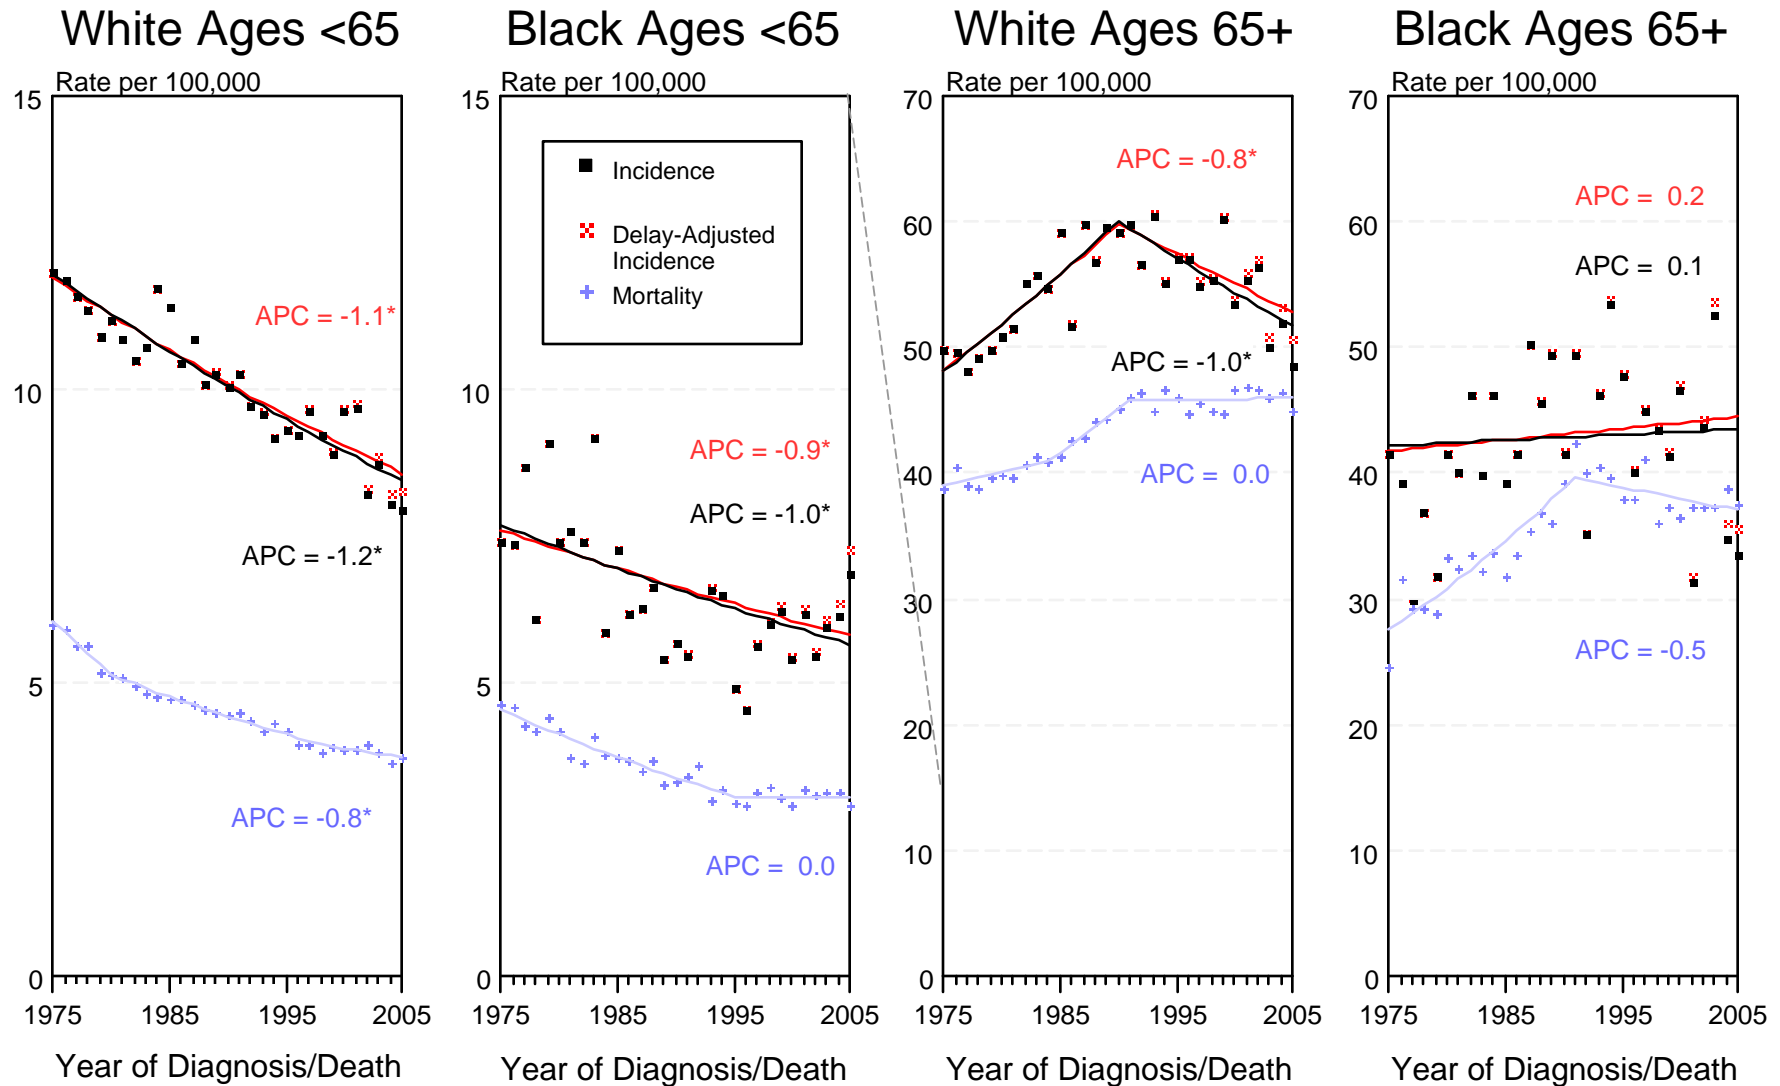 White Ages <65
Rate per 100,000
15
10
5
0
APC = -1.1*
APC = -1.2*
APC = -0.8*
1975 1985 1995 2005
Year of Diagnosis/Death
Black Ages <65
Rate per 100,000
15
10
5
0
Incidence
Delay-Adjusted
Incidence
Mortality
APC = -0.9*
APC = -1.0*
APC = 0.0
1975 1985 1995 2005
Year of Diagnosis/Death
White Ages 65+
Rate per 100,000
70
60
50
40
30
20
10
0
APC = -0.8*
APC = -1.0*
APC = 0.0
1975 1985 1995 2005
Year of Diagnosis/Death
Black Ages 65+
Rate per 100,000
70
60
50
40
30
20
10
0
APC = 0.2
APC = 0.1
APC = -0.5
1975 1985 1995 2005
Year of Diagnosis/Death